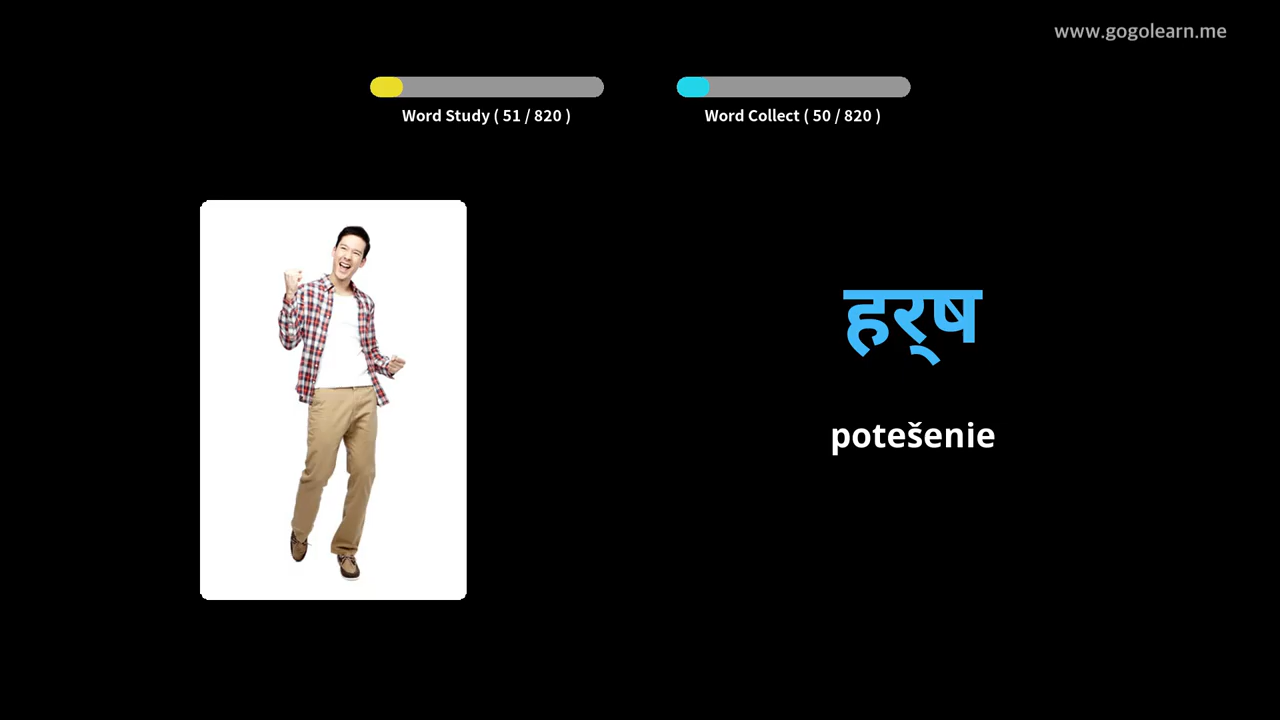 www.gogolearn.me
Word Study ( 51 / 820 )
Word Collect ( 50 / 820 )
हर्‌ष
potešenie